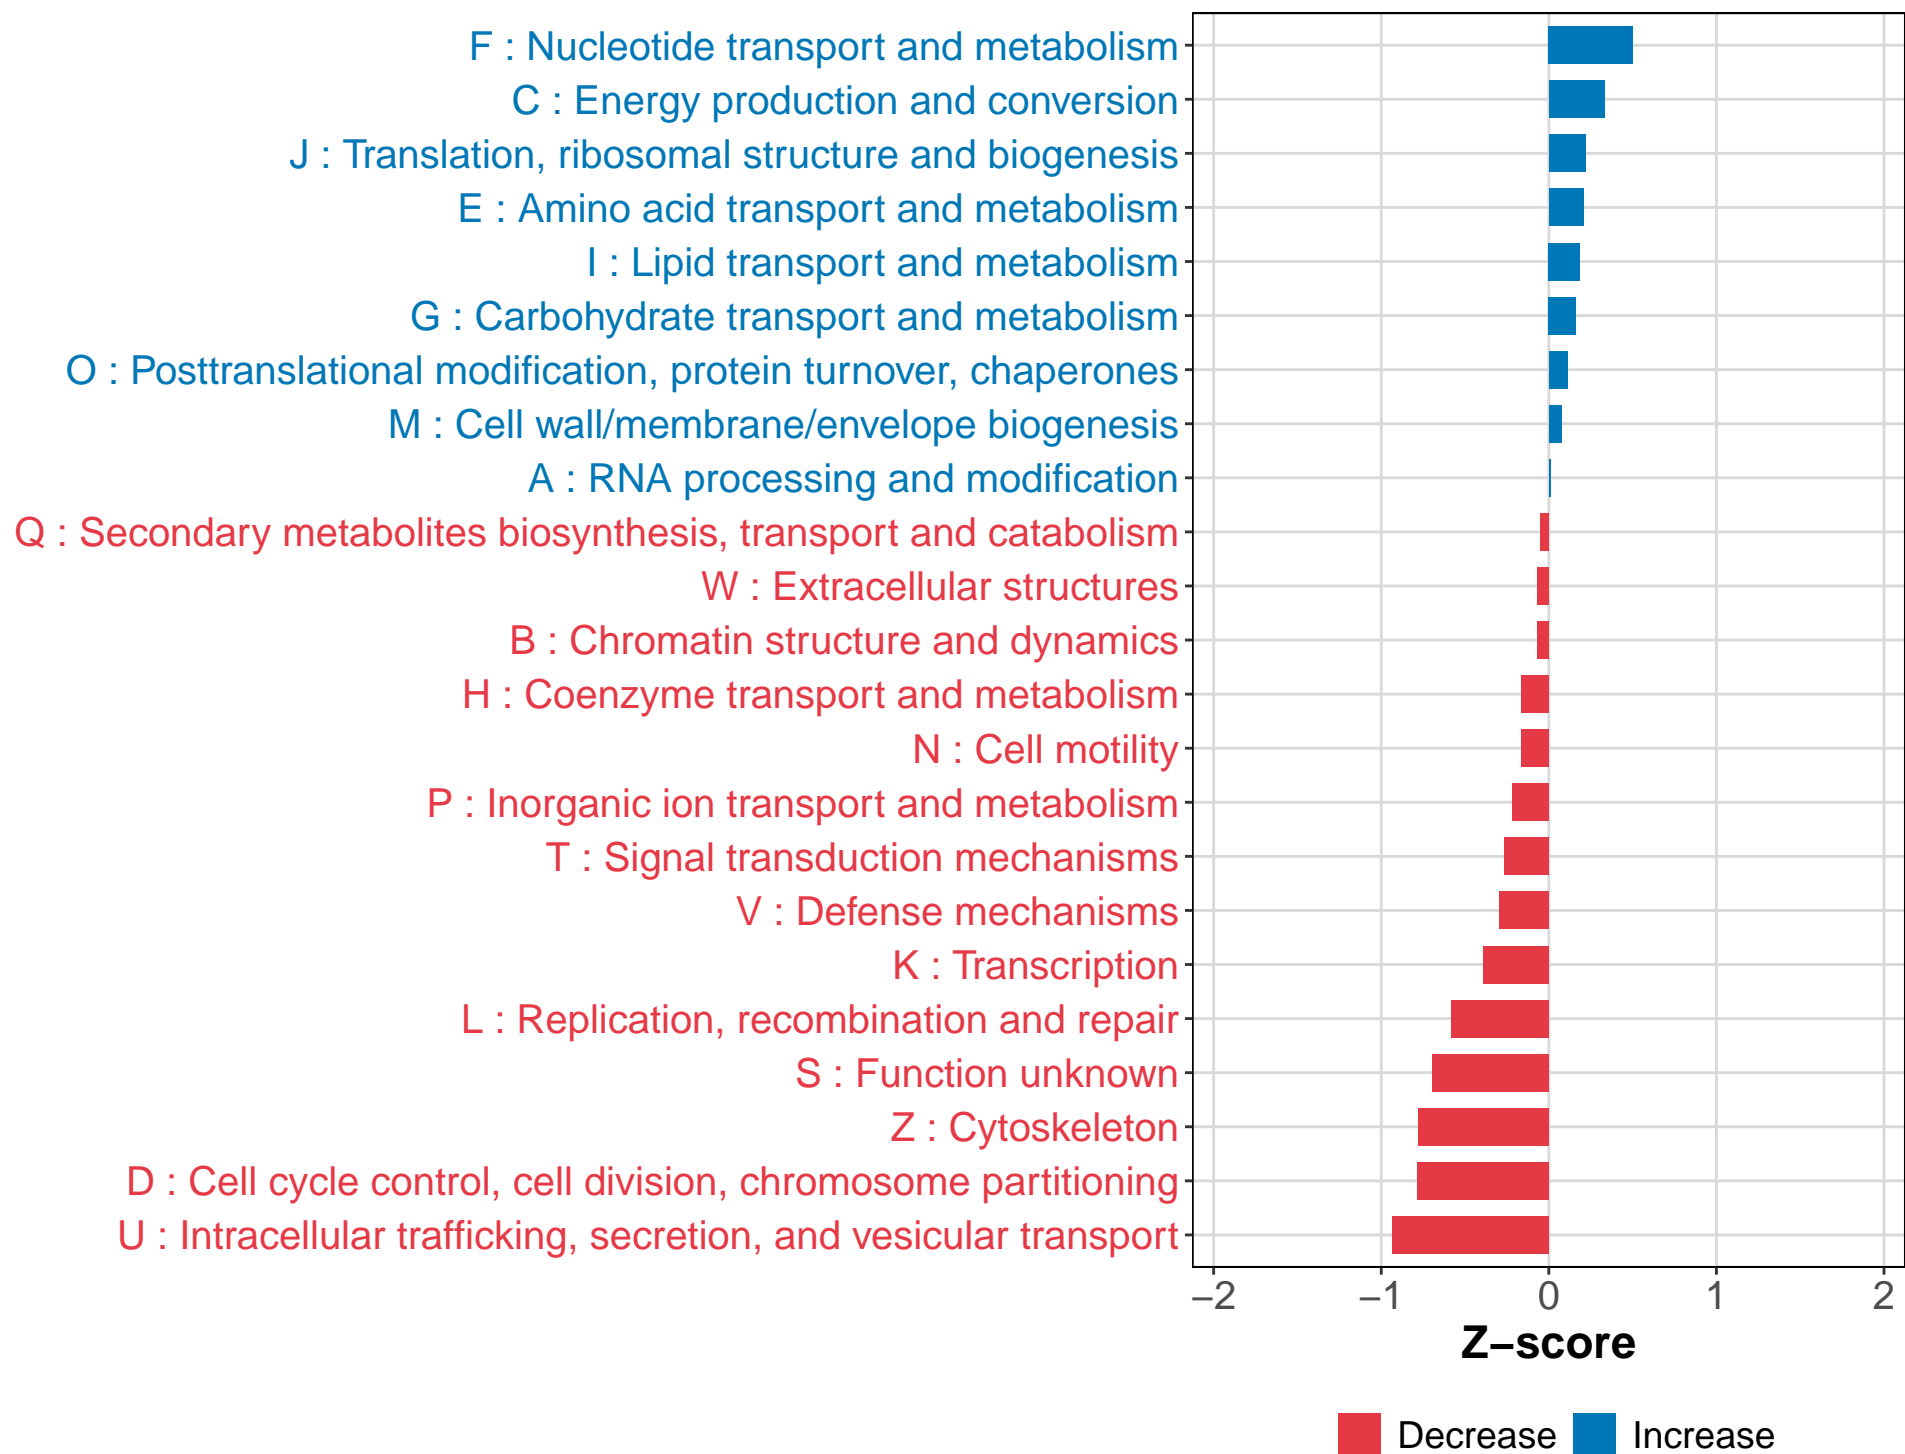 F : Nucleotide transport and metabolism
C : Energy production and conversion
J : Translation, ribosomal structure and biogenesis
E : Amino acid transport and metabolism
I : Lipid transport and metabolism
G : Carbohydrate transport and metabolism
O : Posttranslational modification, protein turnover, chaperones
M : Cell wall/membrane/envelope biogenesis
A : RNA processing and modification
Q : Secondary metabolites biosynthesis, transport and catabolism
W : Extracellular structures
B : Chromatin structure and dynamics
H : Coenzyme transport and metabolism
N : Cell motility
P : Inorganic ion transport and metabolism
T : Signal transduction mechanisms
V : Defense mechanisms
K : Transcription
L : Replication, recombination and repair
S : Function unknown
Z : Cytoskeleton
D : Cell cycle control, cell division, chromosome partitioning
U : Intracellular trafficking, secretion, and vesicular transport
−2 −1 0 1 2
Z−score
Decrease Increase